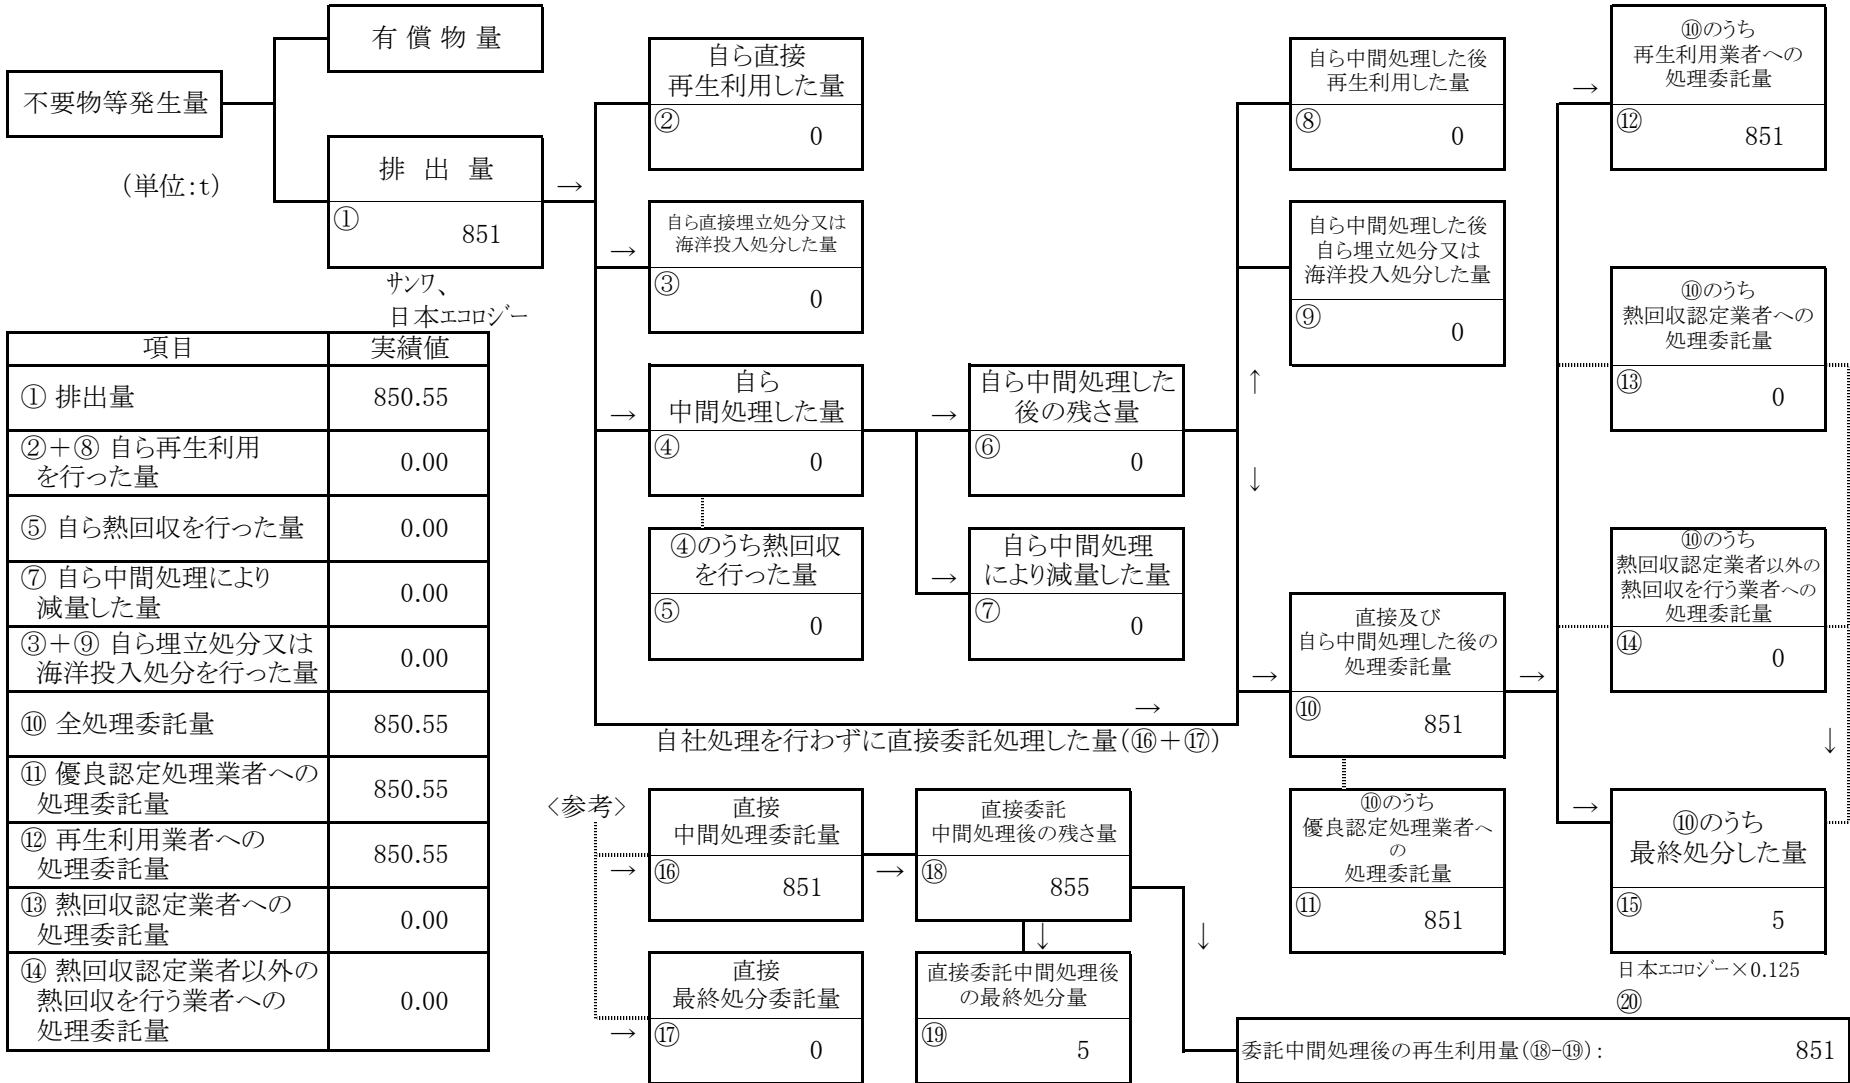 不要物等発生量
(単位:t)
有 償 物 量
排 出 量
→
① 851
サンワ、
日本エコロジー
自ら直接
再生利用した量
② 0
自ら直接埋立処分又は
海洋投入処分した量
→
③ 0
自ら
中間処理した量
→
④ 0
④のうち熱回収
を行った量
⑤ 0
自ら中間処理した
後の残さ量
→
⑥ 0
自ら中間処理
により減量した量
→
⑦ 0
自ら中間処理した後
再生利用した量
⑧ 0
自ら中間処理した後
自ら埋立処分又は
海洋投入処分した量
⑨ 0
↑
↓
直接及び
自ら中間処理した後の
処理委託量
→
→
⑩ 851
→
自社処理を行わずに直接委託処理した量(⑯+⑰)
⑩のうち
優良認定処理業者へ
の
処理委託量
⑪ 851
→
⑩のうち
再生利用業者への
処理委託量
⑫ 851
⑩のうち
熱回収認定業者への
処理委託量
⑬ 0
⑩のうち
熱回収認定業者以外の
熱回収を行う業者への
処理委託量
⑭ 0
↓
→
⑩のうち
最終処分した量
⑮ 5
日本エコロジー×0.125
⑳
項目 実績値
① 排出量 850.55
②+⑧ 自ら再生利用
を行った量 0.00
⑤ 自ら熱回収を行った量 0.00
⑦ 自ら中間処理により
減量した量 0.00
③+⑨ 自ら埋立処分又は
海洋投入処分を行った量 0.00
⑩ 全処理委託量 850.55
⑪ 優良認定処理業者への
処理委託量 850.55
⑫ 再生利用業者への
処理委託量 850.55
⑬ 熱回収認定業者への
処理委託量 0.00
⑭ 熱回収認定業者以外の
熱回収を行う業者への
処理委託量 0.00
〈参考〉
直接
中間処理委託量
→
⑯ 851
直接
最終処分委託量
→
⑰ 0
直接委託
中間処理後の残さ量
→
⑱ 855
↓
↓
直接委託中間処理後
の最終処分量
⑲ 5
委託中間処理後の再生利用量(⑱-⑲): 851